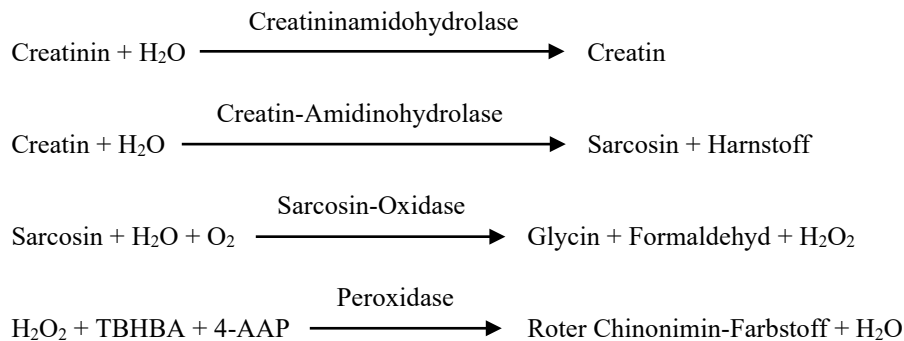 Creatininamidohydrolase
Creatinin + H₂O → Creatin
Creatin-Amidinohydrolase
Creatin + H₂O → Sarcosin + Harnstoff
Sarcosin-Oxidase
Sarcosin + H₂O + O₂ → Glycin + Formaldehyd + H₂O₂
Peroxidase
H₂O₂ + TBHBA + 4-AAP → Roter Chinonimin-Farbstoff + H₂O